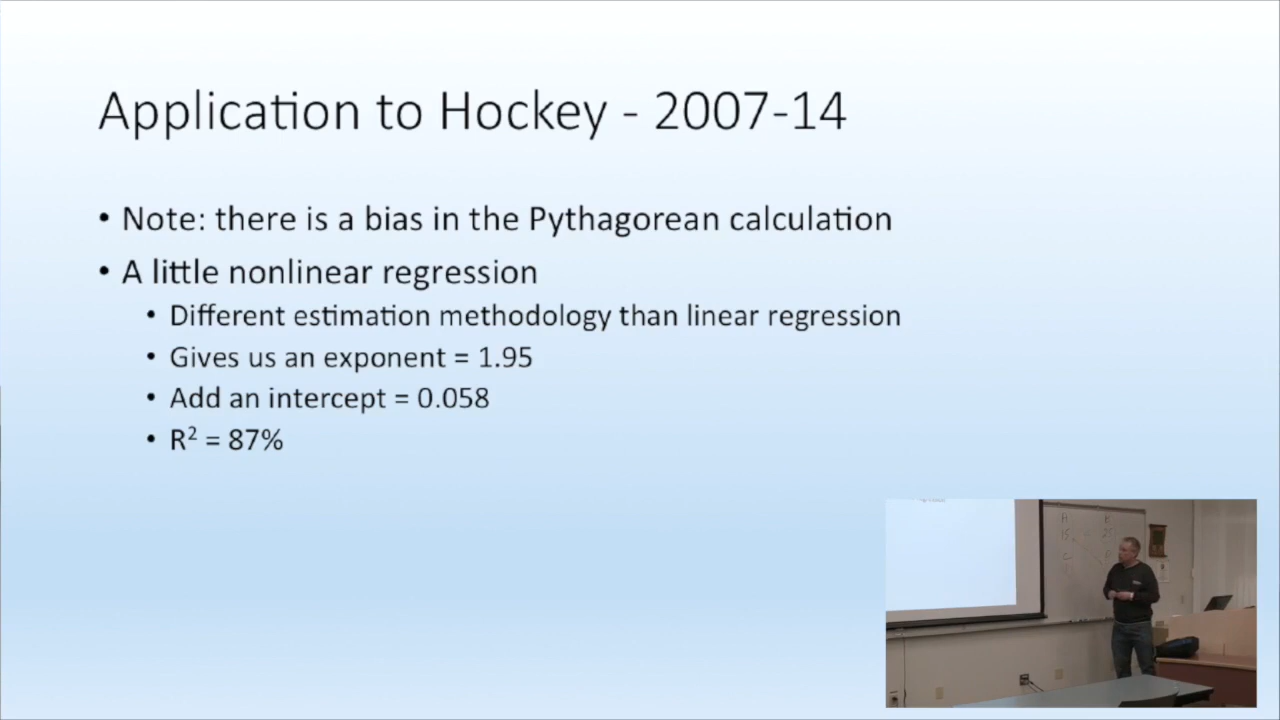 Application to Hockey - 2007-14
• Note: there is a bias in the Pythagorean calculation
• A little nonlinear regression
• Different estimation methodology than linear regression
• Gives us an exponent = 1.95
• Add an intercept = 0.058
• R² = 87%